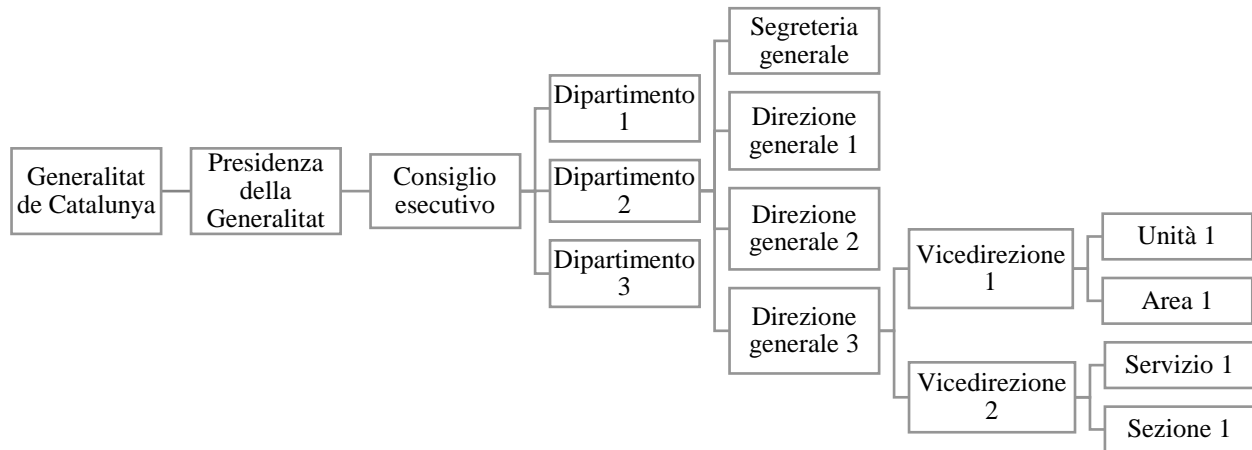 Generalitat
de Catalunya
Presidenza
della
Generalitat
Consiglio
esecutivo
Dipartimento
1
Dipartimento
2
Dipartimento
3
Segreteria
generale
Direzione
generale 1
Direzione
generale 2
Direzione
generale 3
Vicedirezione
1
Vicedirezione
2
Unità 1
Area 1
Servizio 1
Sezione 1